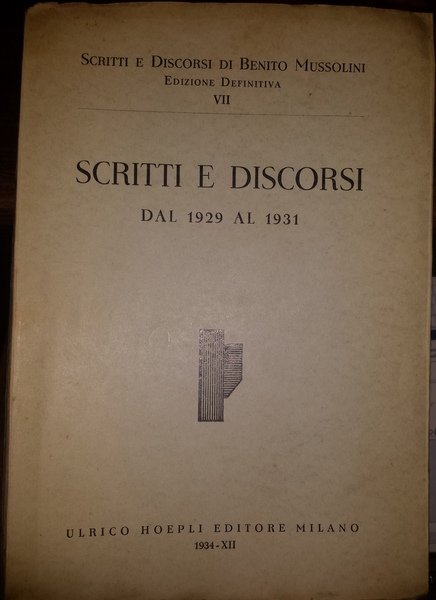 SCRITTI E DISCORSI DI BENITO MUSSOLINI
EDIZIONE DEFINITIVA
VII
SCRITTI E DISCORSI
DAL 1929 AL 1931
ULRICO HOEPLI EDITORE MILANO
1934-XII